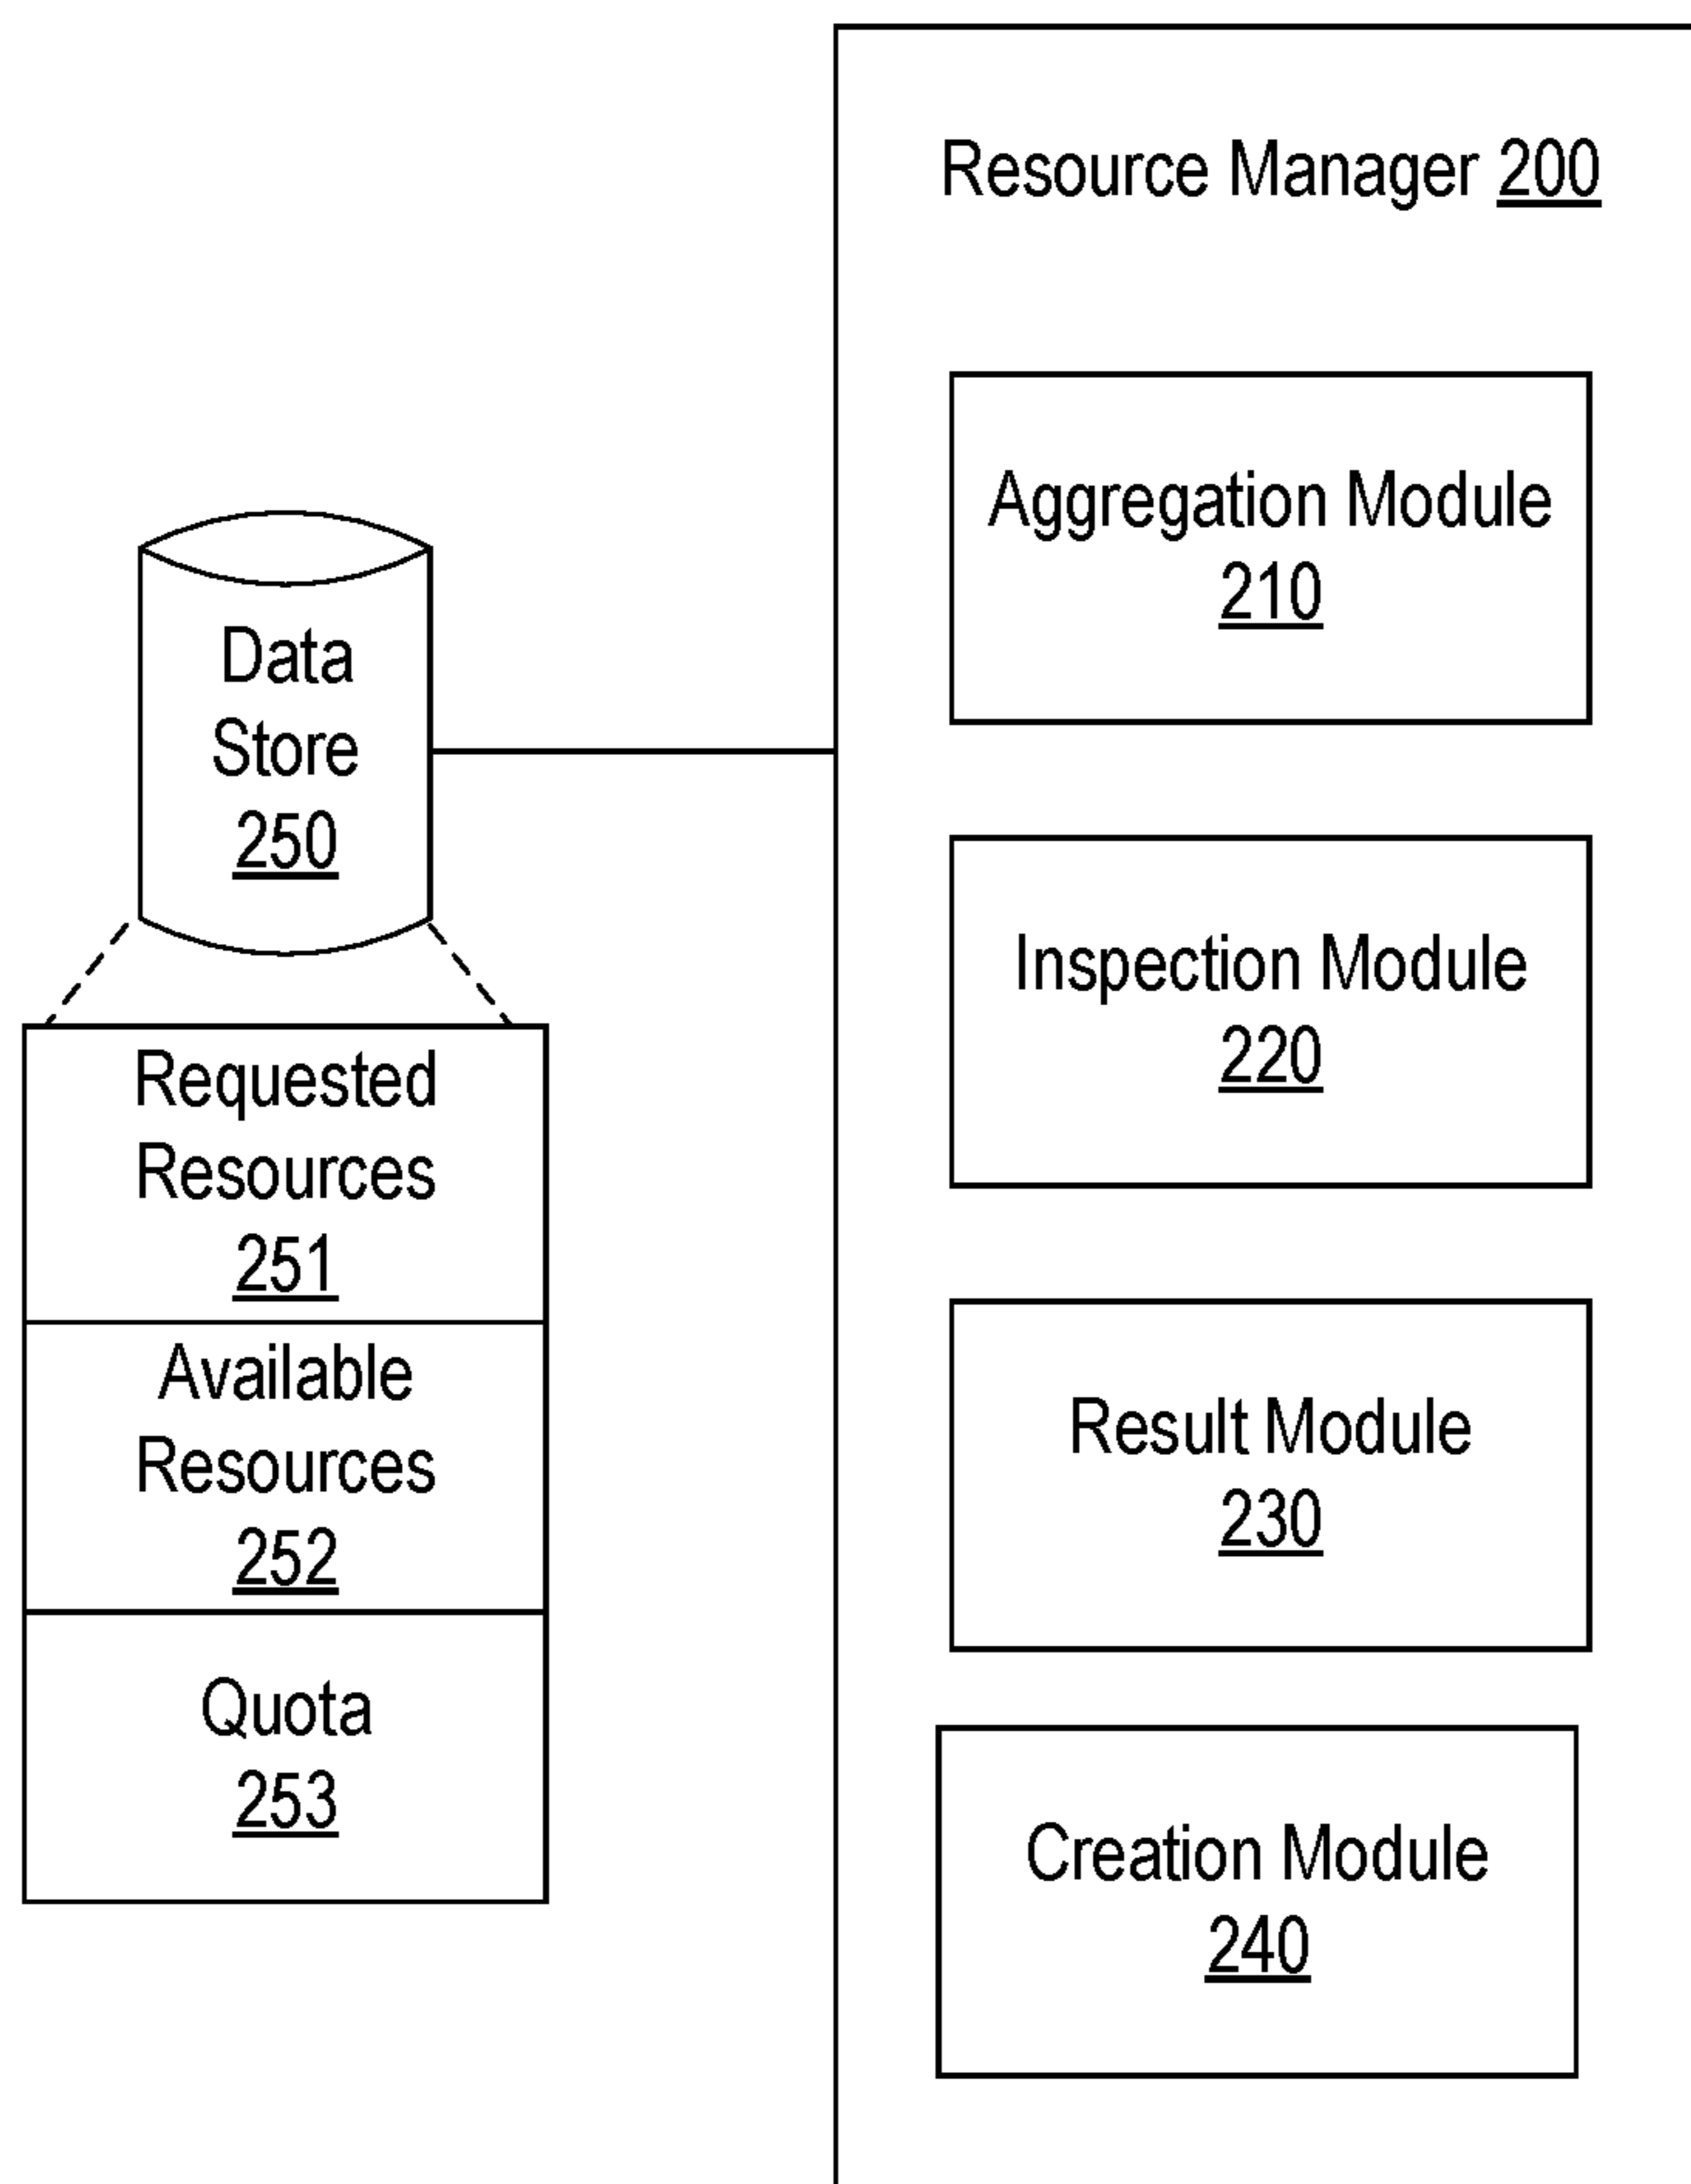 Resource Manager 200
Aggregation Module
210
Data
Store
250
Inspection Module
220
Requested
Resources
251
Available
Resources
252
Result Module
230
Quota
253
Creation Module
240